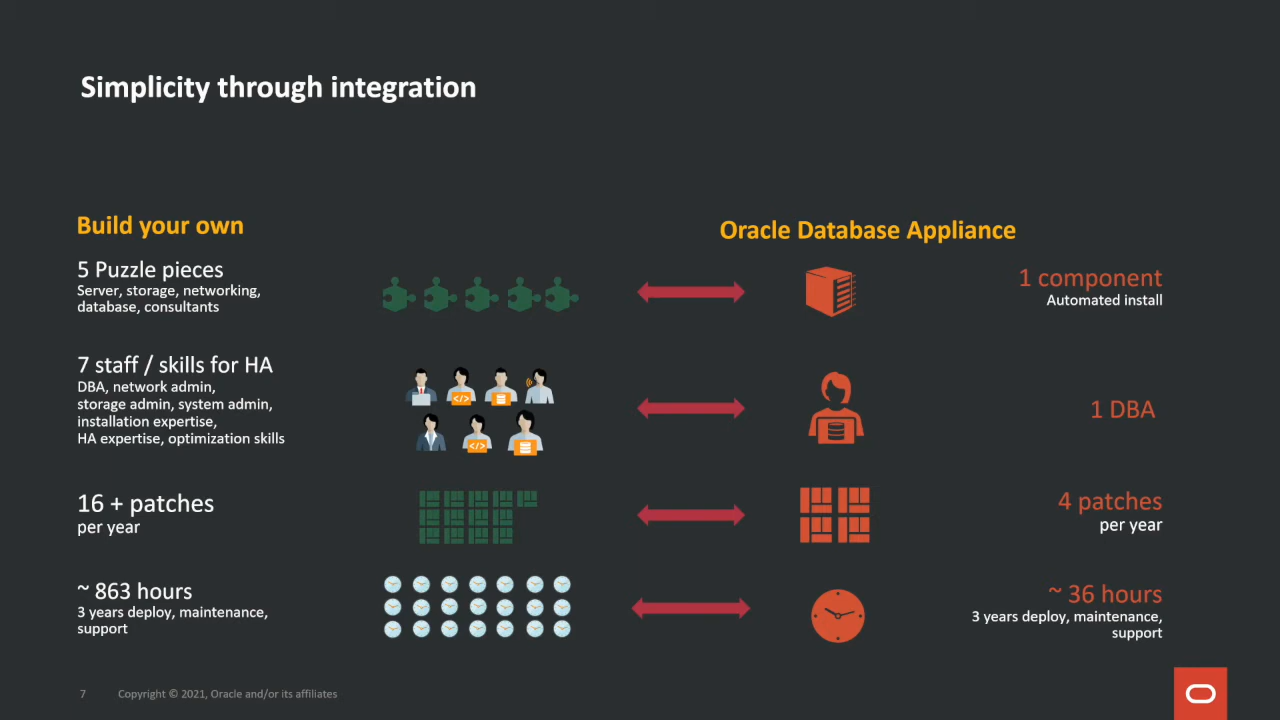 Simplicity through integration
Build your own
Oracle Database Appliance
5 Puzzle pieces
Server, storage, networking,
database, consultants
1 component
Automated install
7 staff / skills for HA
DBA, network admin,
storage admin, system admin,
installation expertise,
HA expertise, optimization skills
1 DBA
16 + patches
per year
4 patches
per year
~ 863 hours
3 years deploy, maintenance,
support
~ 36 hours
3 years deploy, maintenance,
support
7
Copyright © 2021, Oracle and/or its affiliates